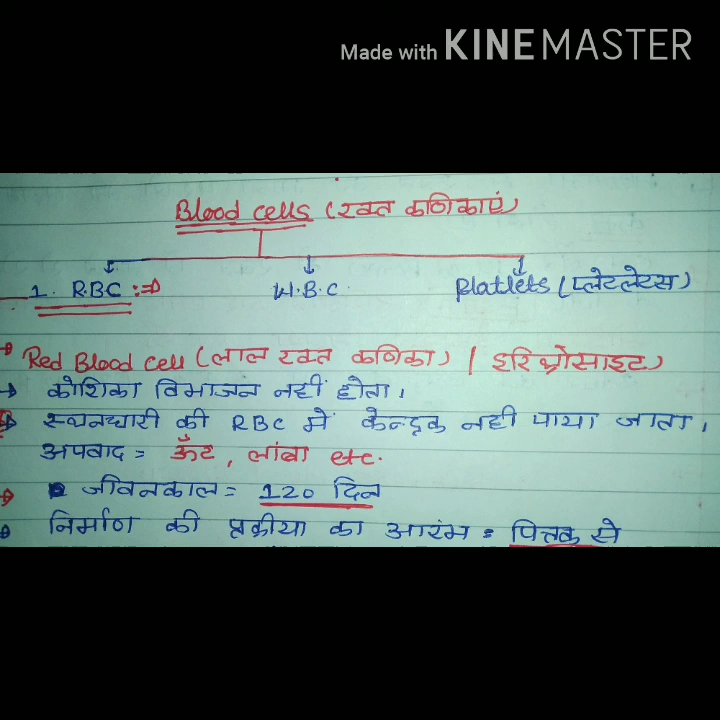 Made with KINEMASTER
Blood cells (रक्त कणिकाएं)
1. R.B.C :⇒ W.B.C. Platlets (प्लेटलेटस)
Red Blood Cell (लाल रक्त कणिका) / इरिथ्रोसाइट)
→ कोशिका विभाजन नहीं होता।
स्तनधारी की RBC में केन्द्रक नही पाया जाता।
अपवाद = ऊँट, लांबा etc.
→ जीवनकाल = 120 दिन
निर्माण की प्रक्रीया का आरंम = पित्तक से